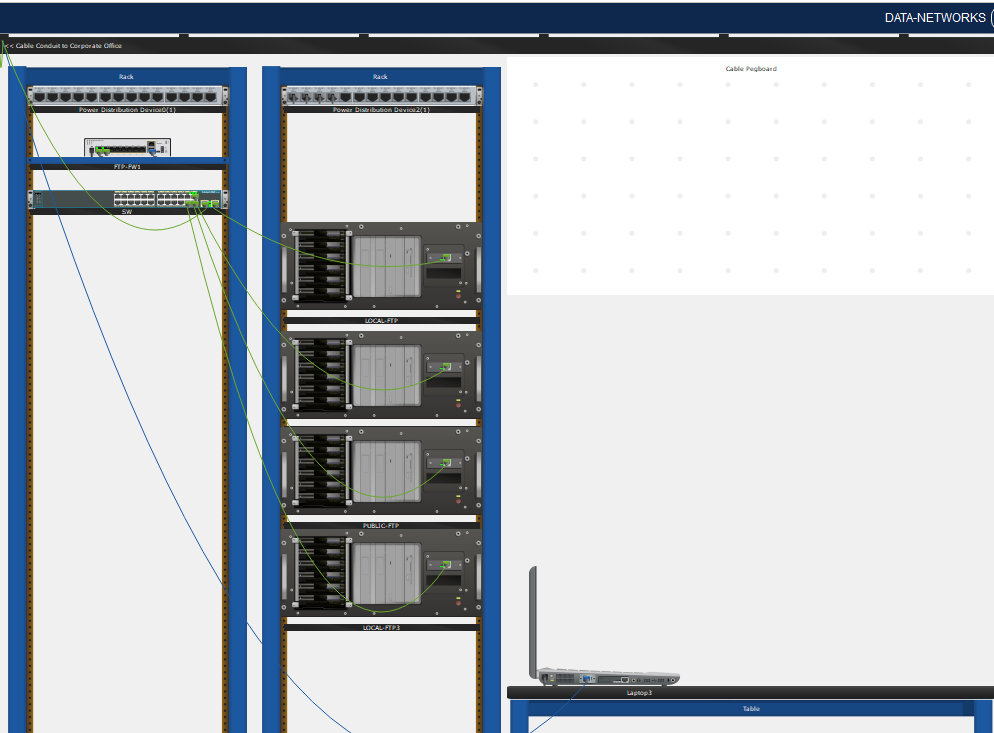 DATA-NETWORKS
<< Cable Conduit to Corporate Office
Rack
Rack
Cable Pegboard
Power Distribution Device0(1)
Power Distribution Device2(1)
FTP-FW1
SW
LOCAL-FTP
PUBLIC-FTP
LOCAL-FTP3
Laptop3
Table